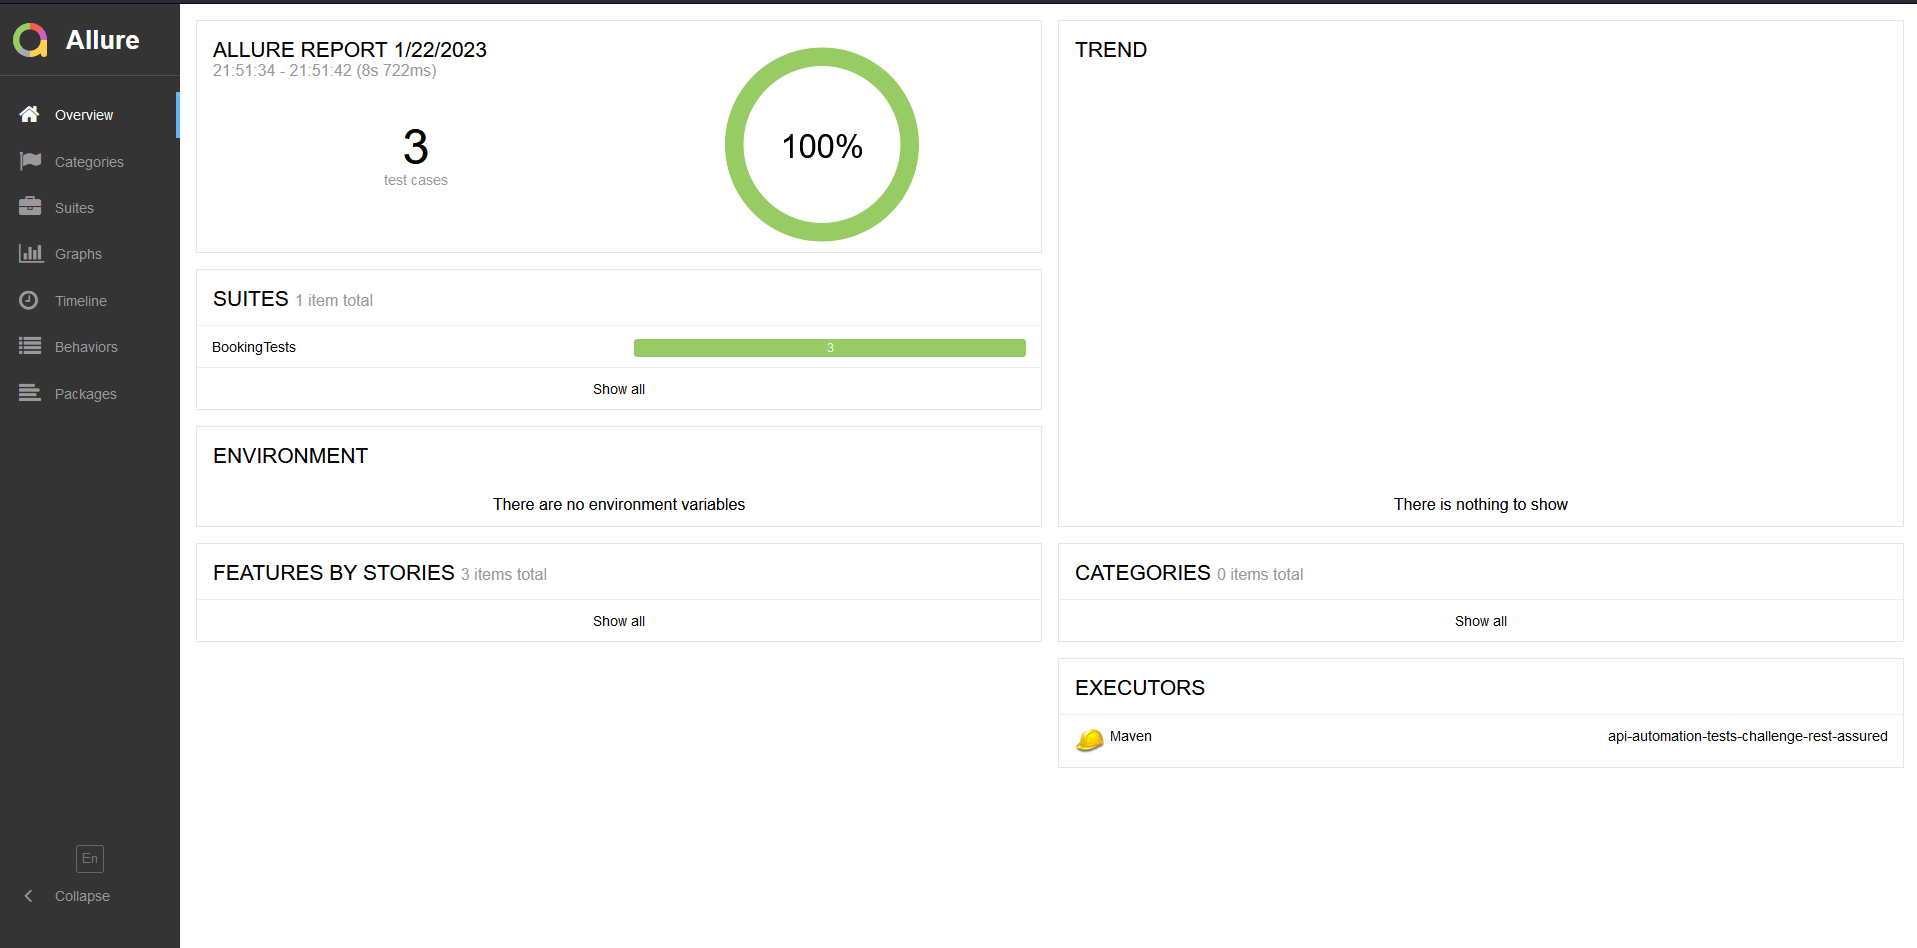 Allure
Overview
Categories
Suites
Graphs
Timeline
Behaviors
Packages
En
Collapse
ALLURE REPORT 1/22/2023
21:51:34 - 21:51:42 (8s 722ms)
3
test cases
100%
SUITES 1 item total
BookingTests 3
Show all
ENVIRONMENT
There are no environment variables
FEATURES BY STORIES 3 items total
Show all
TREND
There is nothing to show
CATEGORIES 0 items total
Show all
EXECUTORS
Maven api-automation-tests-challenge-rest-assured